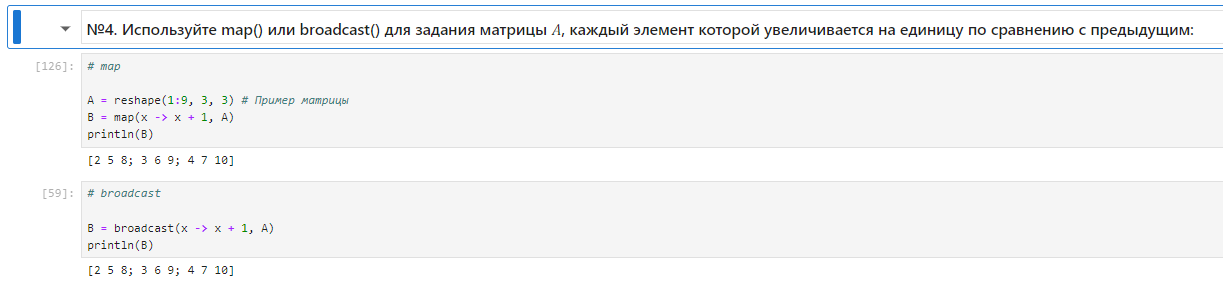 №4. Используйте map() или broadcast() для задания матрицы A, каждый элемент которой увеличивается на единицу по сравнению с предыдущим:
[126]: # map
A = reshape(1:9, 3, 3) # Пример матрицы
B = map(x -> x + 1, A)
println(B)
[2 5 8; 3 6 9; 4 7 10]
[59]: # broadcast
B = broadcast(x -> x + 1, A)
println(B)
[2 5 8; 3 6 9; 4 7 10]